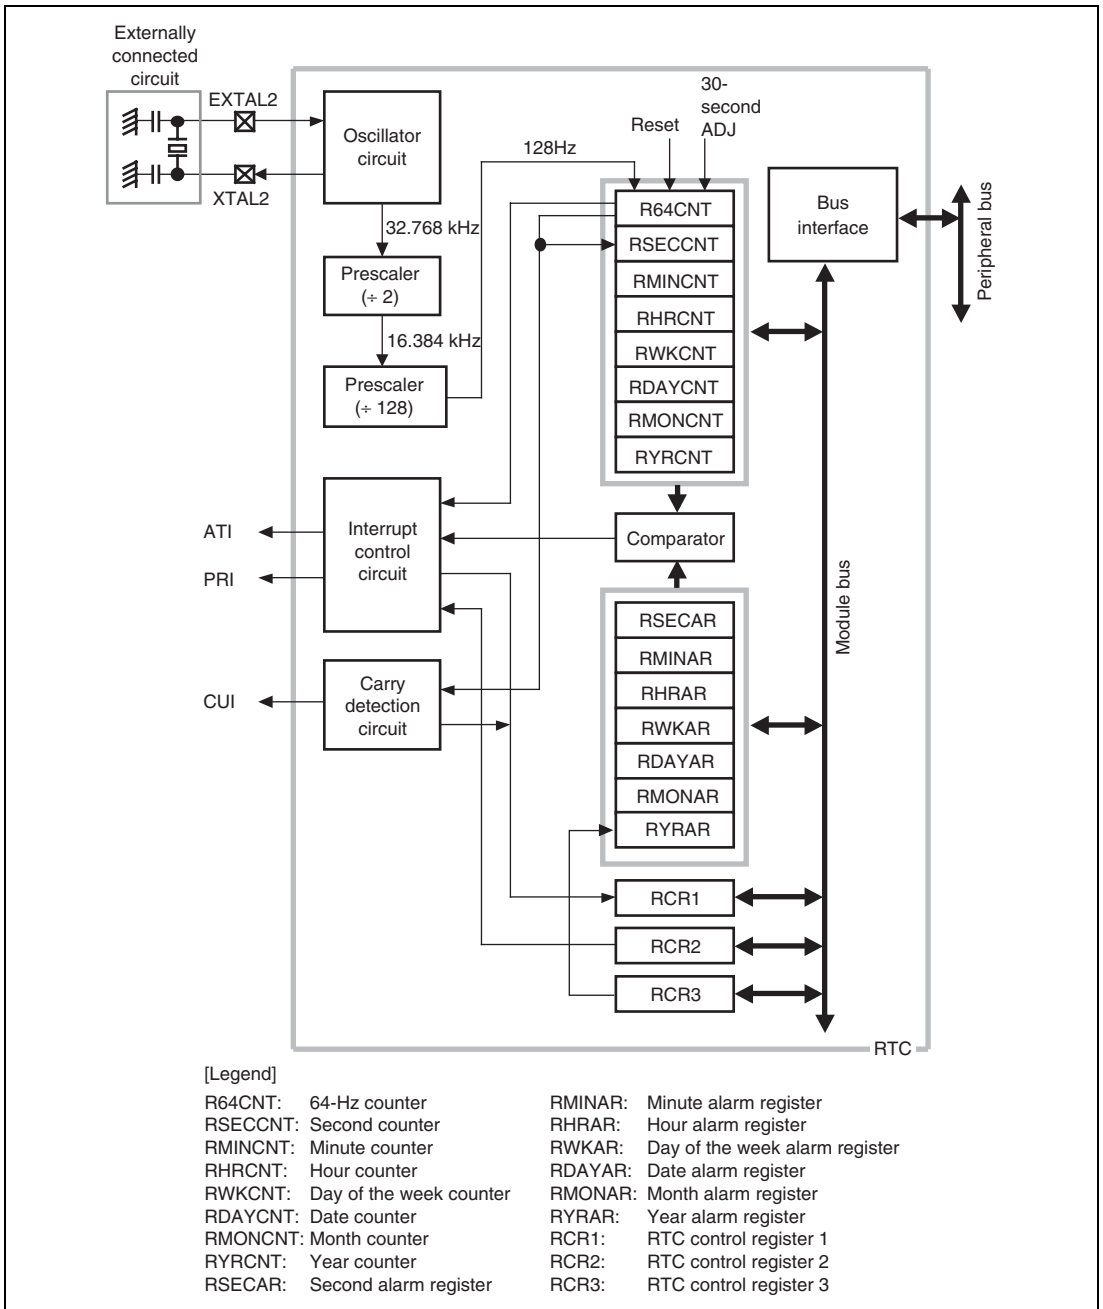 Externally
connected
circuit
EXTAL2
XTAL2
Oscillator
circuit
32.768 kHz
Prescaler
(÷ 2)
16.384 kHz
Prescaler
(÷ 128)
128Hz
Reset
30-
second
ADJ
R64CNT
RSECCNT
RMINCNT
RHRCNT
RWKCNT
RDAYCNT
RMONCNT
RYRCNT
Bus
interface
Peripheral bus
Module bus
ATI
PRI
Interrupt
control
circuit
Comparator
CUI
Carry
detection
circuit
RSECAR
RMINAR
RHRAR
RWKAR
RDAYAR
RMONAR
RYRAR
RCR1
RCR2
RCR3
RTC
[Legend]
R64CNT: 64-Hz counter
RSECCNT: Second counter
RMINCNT: Minute counter
RHRCNT: Hour counter
RWKCNT: Day of the week counter
RDAYCNT: Date counter
RMONCNT: Month counter
RYRCNT: Year counter
RSECAR: Second alarm register
RMINAR: Minute alarm register
RHRAR: Hour alarm register
RWKAR: Day of the week alarm register
RDAYAR: Date alarm register
RMONAR: Month alarm register
RYRAR: Year alarm register
RCR1: RTC control register 1
RCR2: RTC control register 2
RCR3: RTC control register 3